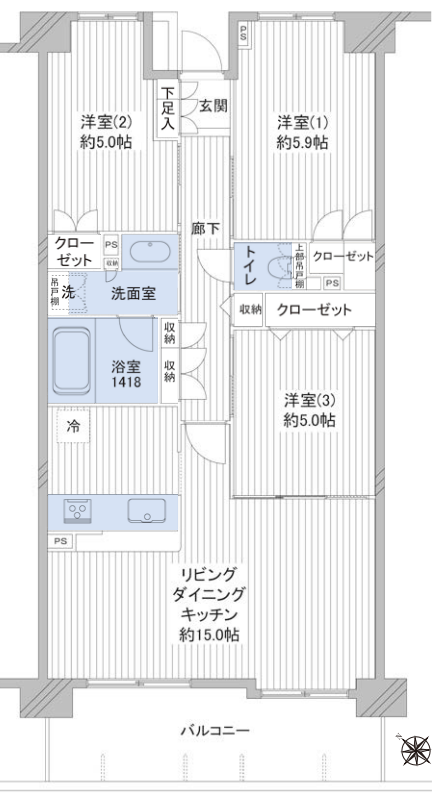 PS
下足入
玄関
洋室(2)
約5.0帖
洋室(1)
約5.9帖
廊下
クロー
ゼット
PS
収納
トイレ
上部吊戸棚
クローゼット
PS
吊戸棚
洗
洗面室
収納
クローゼット
収納
収納
浴室
1418
洋室(3)
約5.0帖
冷
PS
リビング
ダイニング
キッチン
約15.0帖
バルコニー